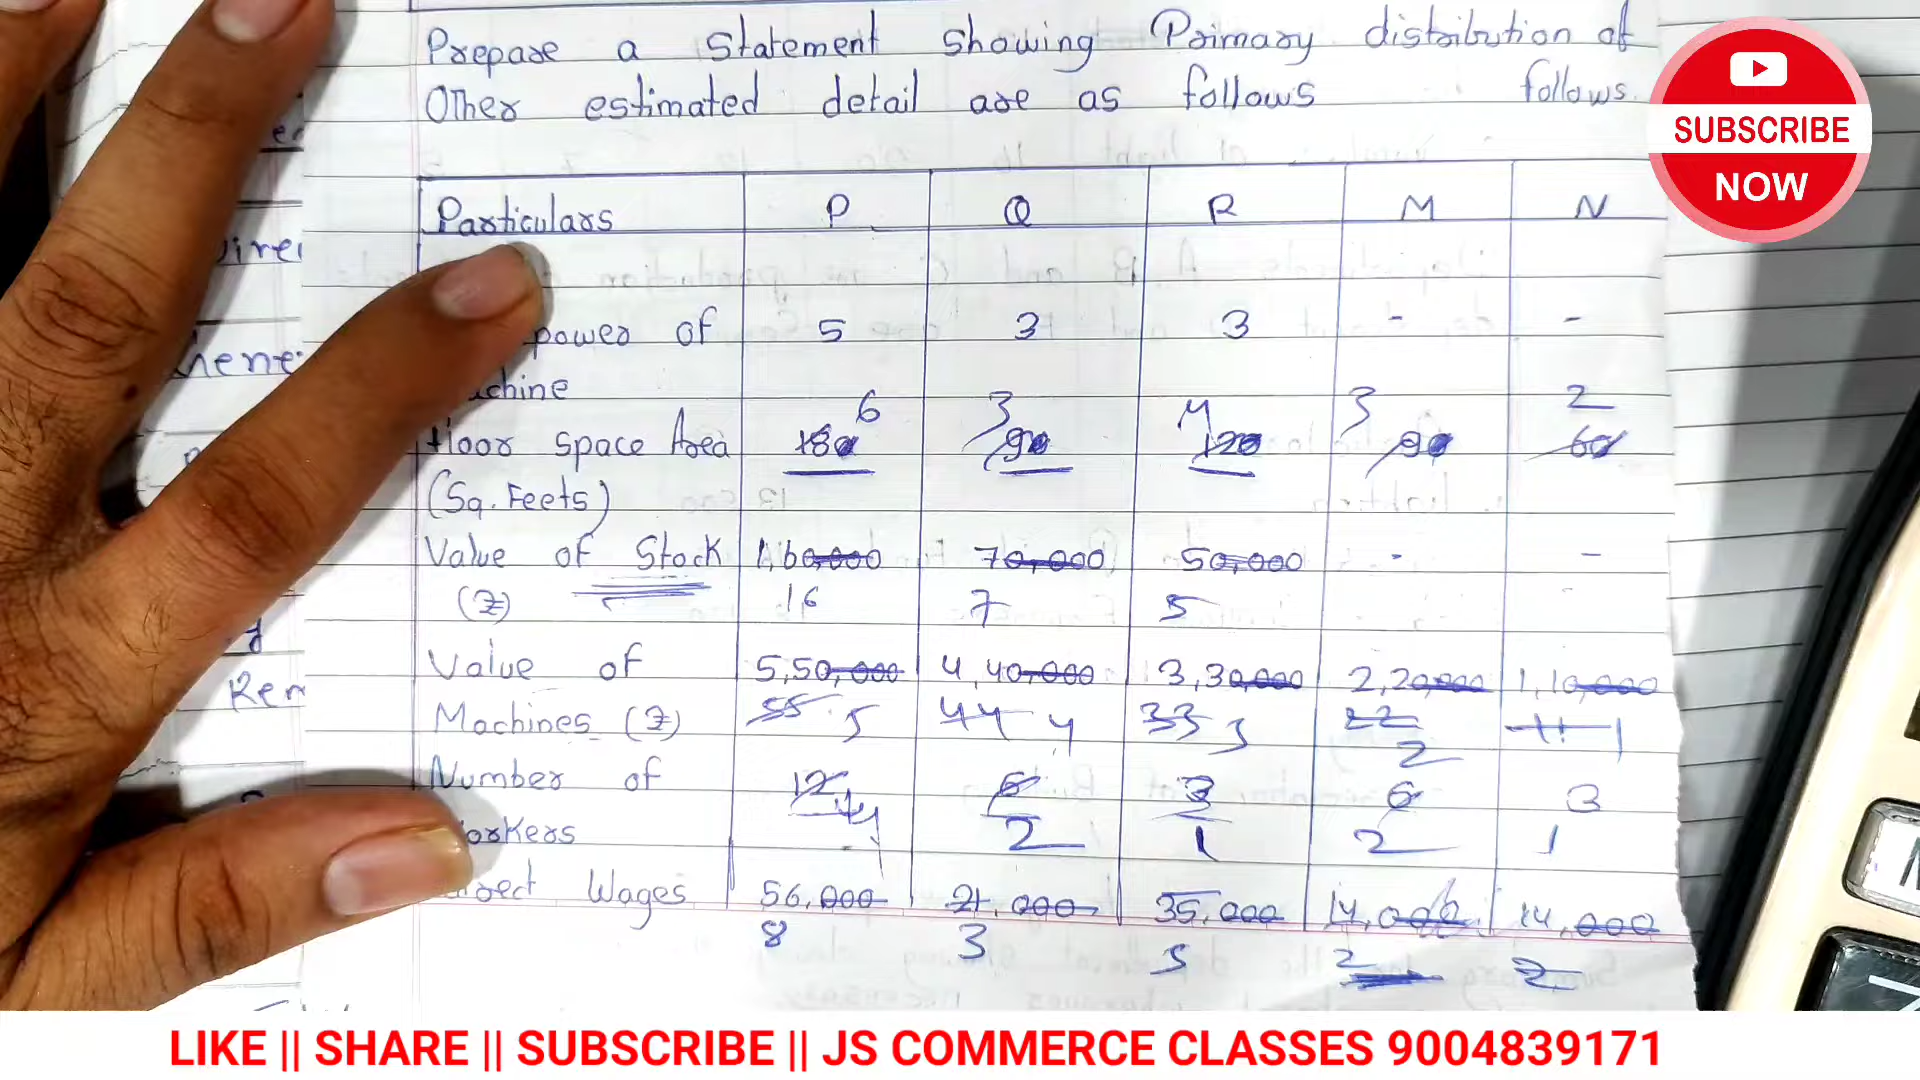 Prepare a Statement Showing Primary distribution of
Other estimated detail are as follows follows.
SUBSCRIBE
NOW
Particulars P Q R M N
power of 5 3 3 - -
chine
6 3 4 3 2
Floor space Area 180 90 120 90 60
(Sq. Feets)
Value of Stock 1,60,000 70,000 50,000 - -
(₹) 16 7 5
Value of 5,50,000 4,40,000 3,30,000 2,20,000 1,10,000
Machines (₹) 55 5 44 4 33 3 22 2 11 1
Number of 12 6 3 6 3
orkers 4 2 1 2 1
Wages 56,000 21,000 35,000 14,000 14,000
8 3 5 2 2
LIKE || SHARE || SUBSCRIBE || JS COMMERCE CLASSES 9004839171